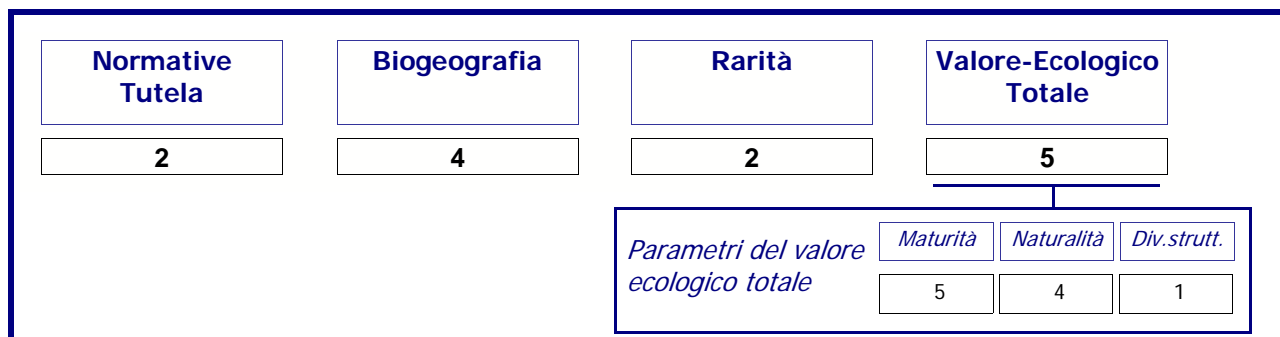 Normative Tutela
Biogeografia
Rarità
Valore-Ecologico Totale
2
4
2
5
Parametri del valore ecologico totale
Maturità
Naturalità
Div.strutt.
5
4
1